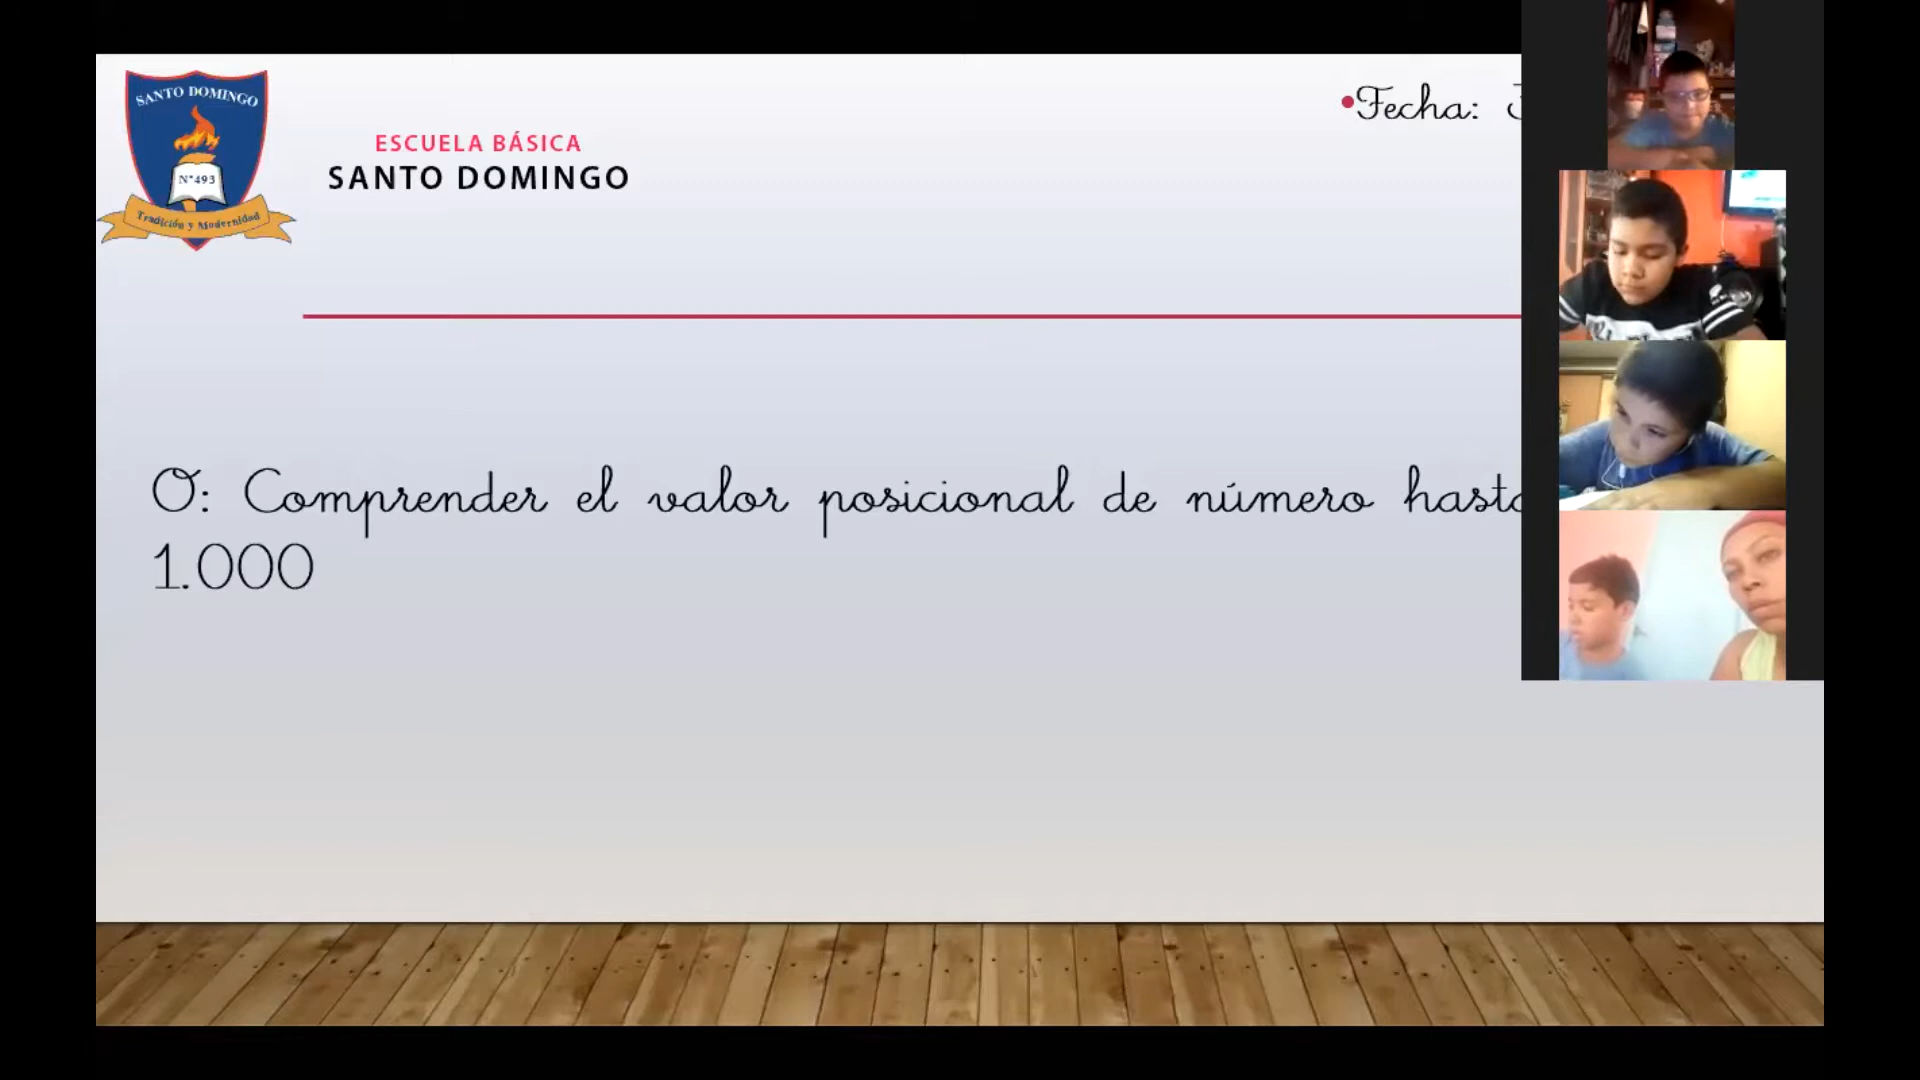 SANTO DOMINGO
N°493
Tradición y Modernidad
ESCUELA BÁSICA
SANTO DOMINGO
•Fecha:
O: Comprender el valor posicional de número hasta
1.000